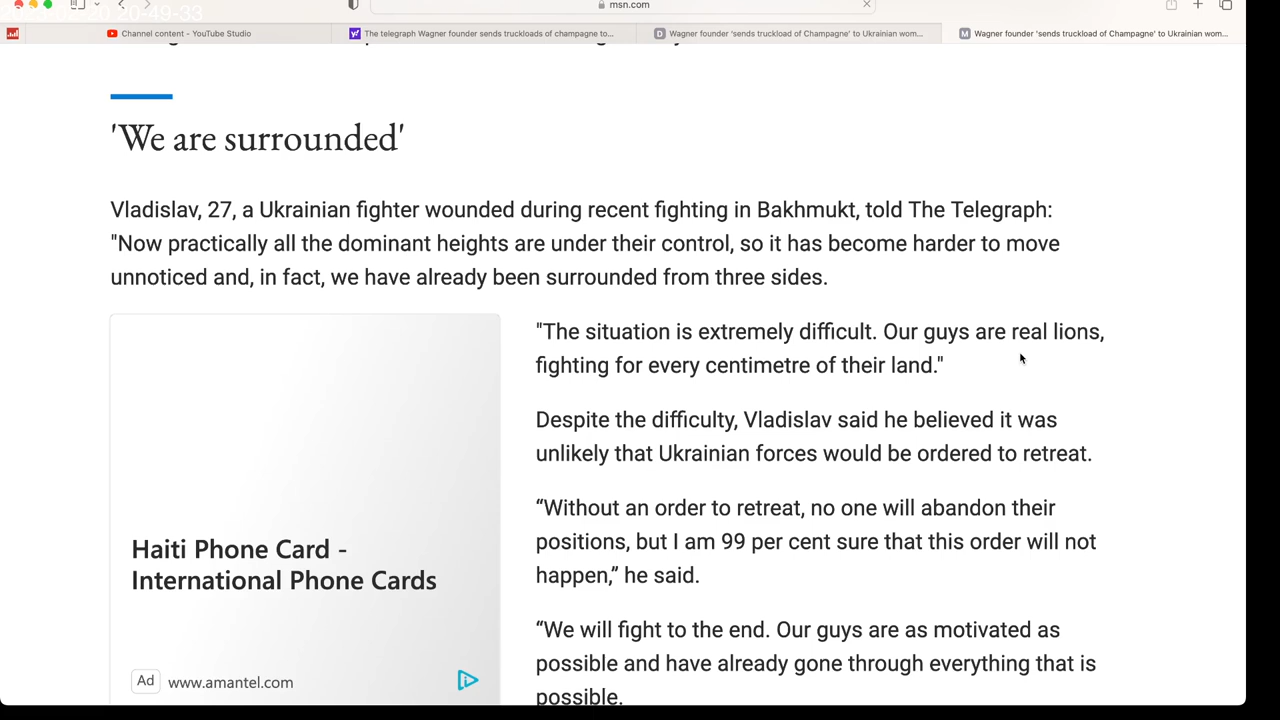 20-49-33
msn.com
Channel content - YouTube Studio
The telegraph Wagner founder sends truckloads of champagne to...
D Wagner founder 'sends truckload of Champagne' to Ukrainian wom...
M Wagner founder 'sends truckload of Champagne' to Ukrainian wom...
'We are surrounded'
Vladislav, 27, a Ukrainian fighter wounded during recent fighting in Bakhmukt, told The Telegraph:
"Now practically all the dominant heights are under their control, so it has become harder to move
unnoticed and, in fact, we have already been surrounded from three sides.
"The situation is extremely difficult. Our guys are real lions,
fighting for every centimetre of their land."
Despite the difficulty, Vladislav said he believed it was
unlikely that Ukrainian forces would be ordered to retreat.
“Without an order to retreat, no one will abandon their
positions, but I am 99 per cent sure that this order will not
happen,” he said.
“We will fight to the end. Our guys are as motivated as
possible and have already gone through everything that is
possible.
Haiti Phone Card -
International Phone Cards
Ad www.amantel.com